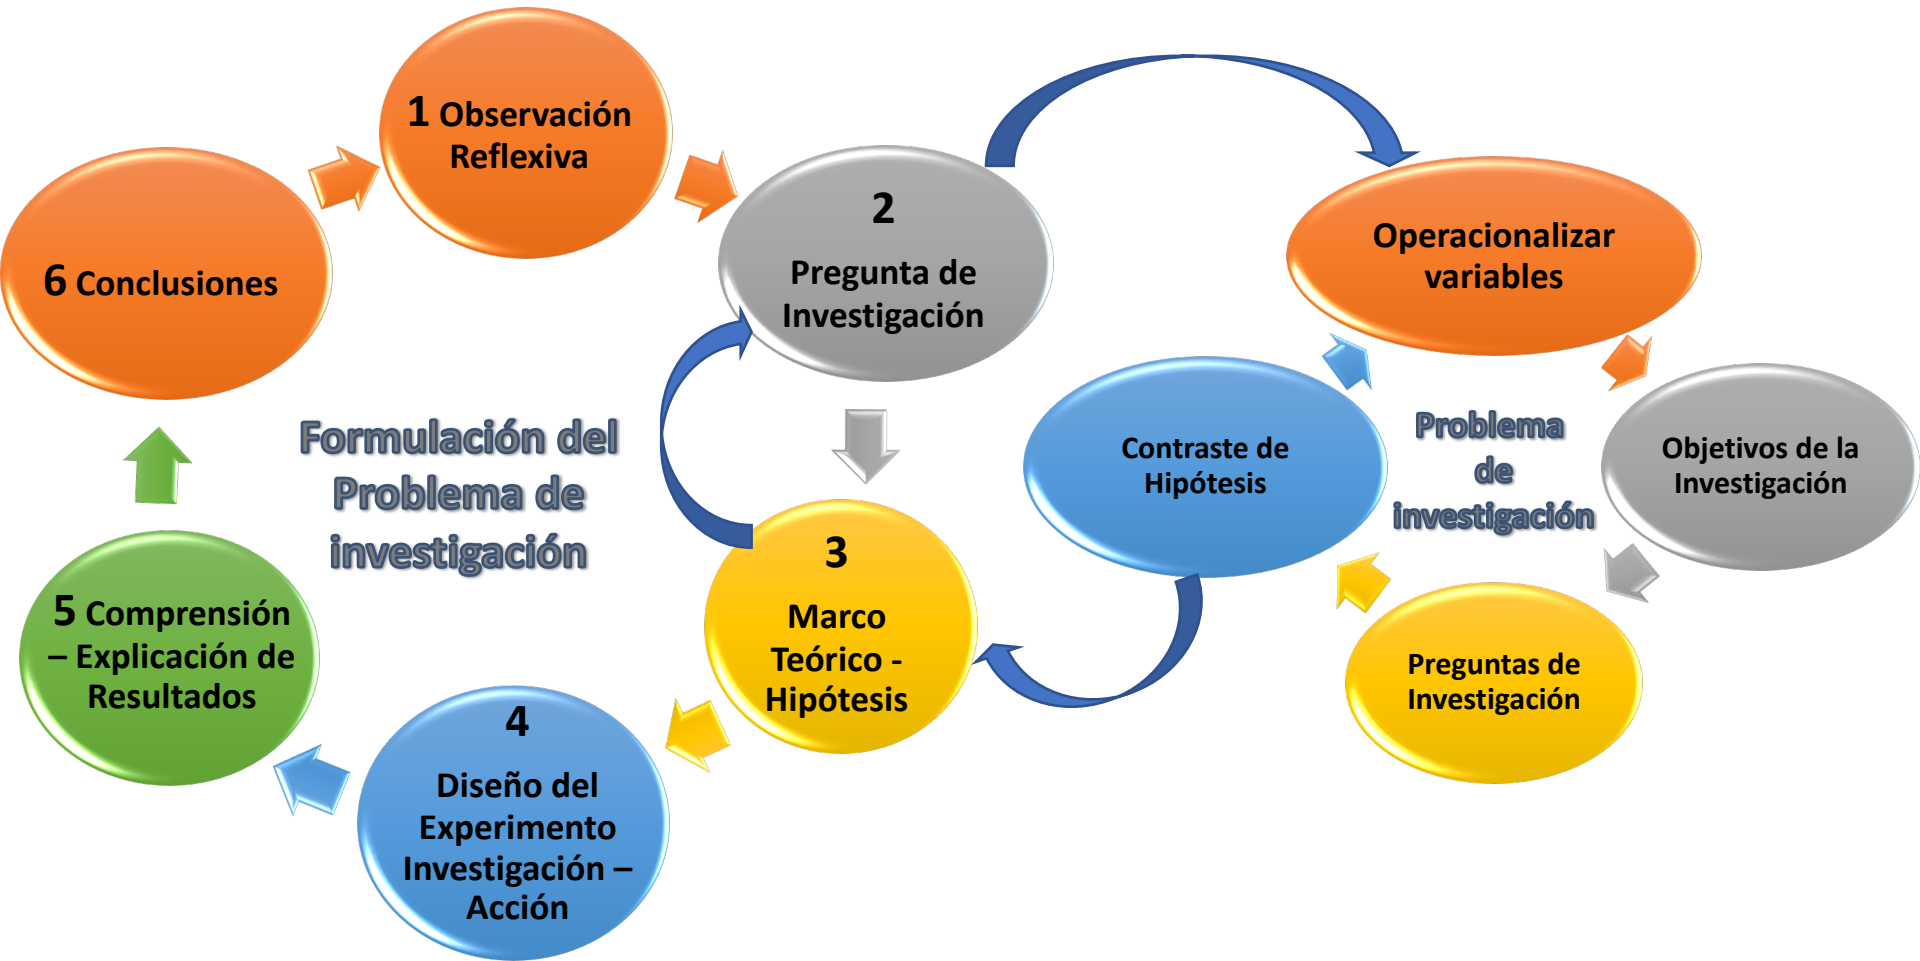 1 Observación
Reflexiva
2
Pregunta de
Investigación
3
Marco
Teórico -
Hipótesis
4
Diseño del
Experimento
Investigación –
Acción
5 Comprensión
– Explicación de
Resultados
6 Conclusiones
Formulación del
Problema de
investigación
Operacionalizar
variables
Objetivos de la
Investigación
Preguntas de
Investigación
Contraste de
Hipótesis
Problema
de
investigación